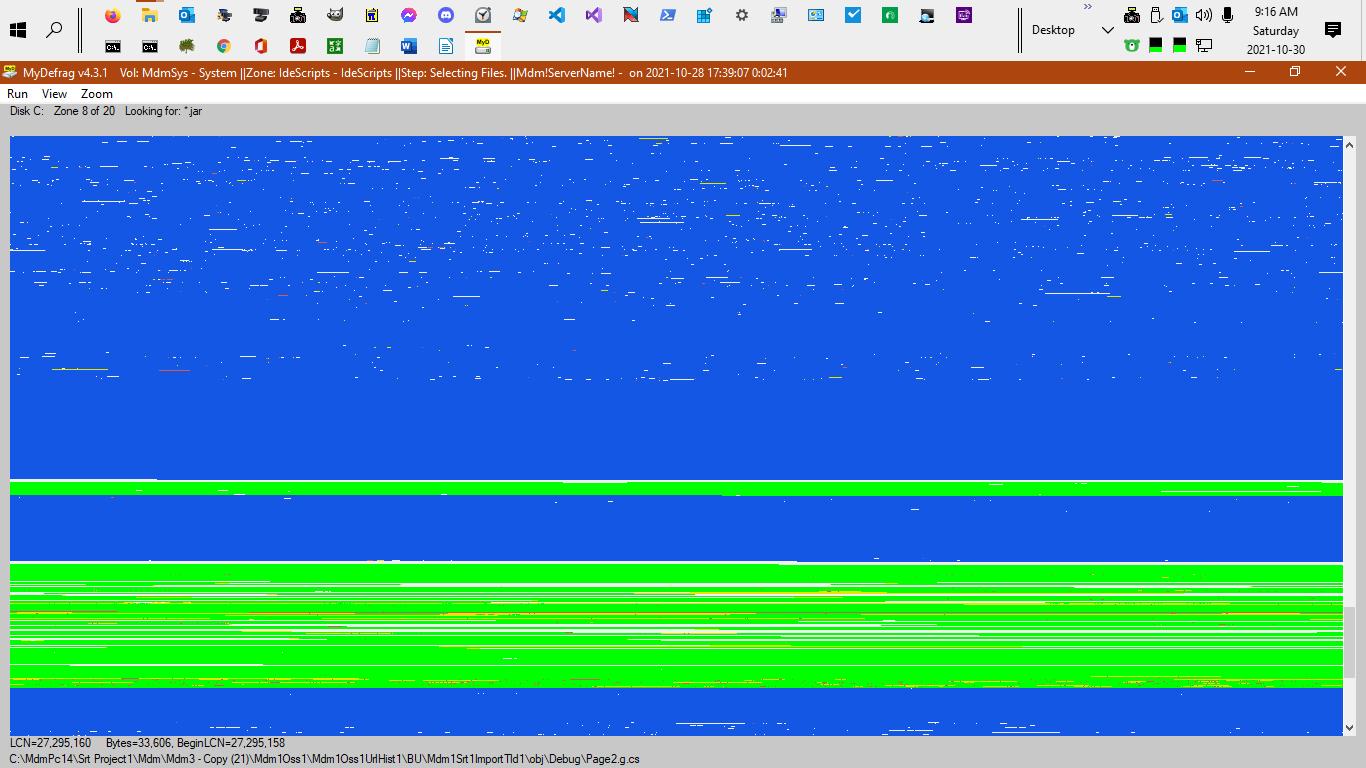 9:16 AM
Desktop
Saturday
2021-10-30
MyDefrag v4.3.1 Vol: MdmSys - System ||Zone: IdeScripts - IdeScripts ||Step: Selecting Files. ||Mdm!ServerName! - on 2021-10-28 17:39:07 0:02:41
Run View Zoom
Disk C: Zone 8 of 20 Looking for: *.jar
LCN=27,295,160 Bytes=33,606, BeginLCN=27,295,158
C:\MdmPc14\Srt Project1\Mdm\Mdm3 - Copy (21)\Mdm1Oss1\Mdm1Oss1UrlHist1\BU\Mdm1Srt1ImportTld1\obj\Debug\Page2.g.cs